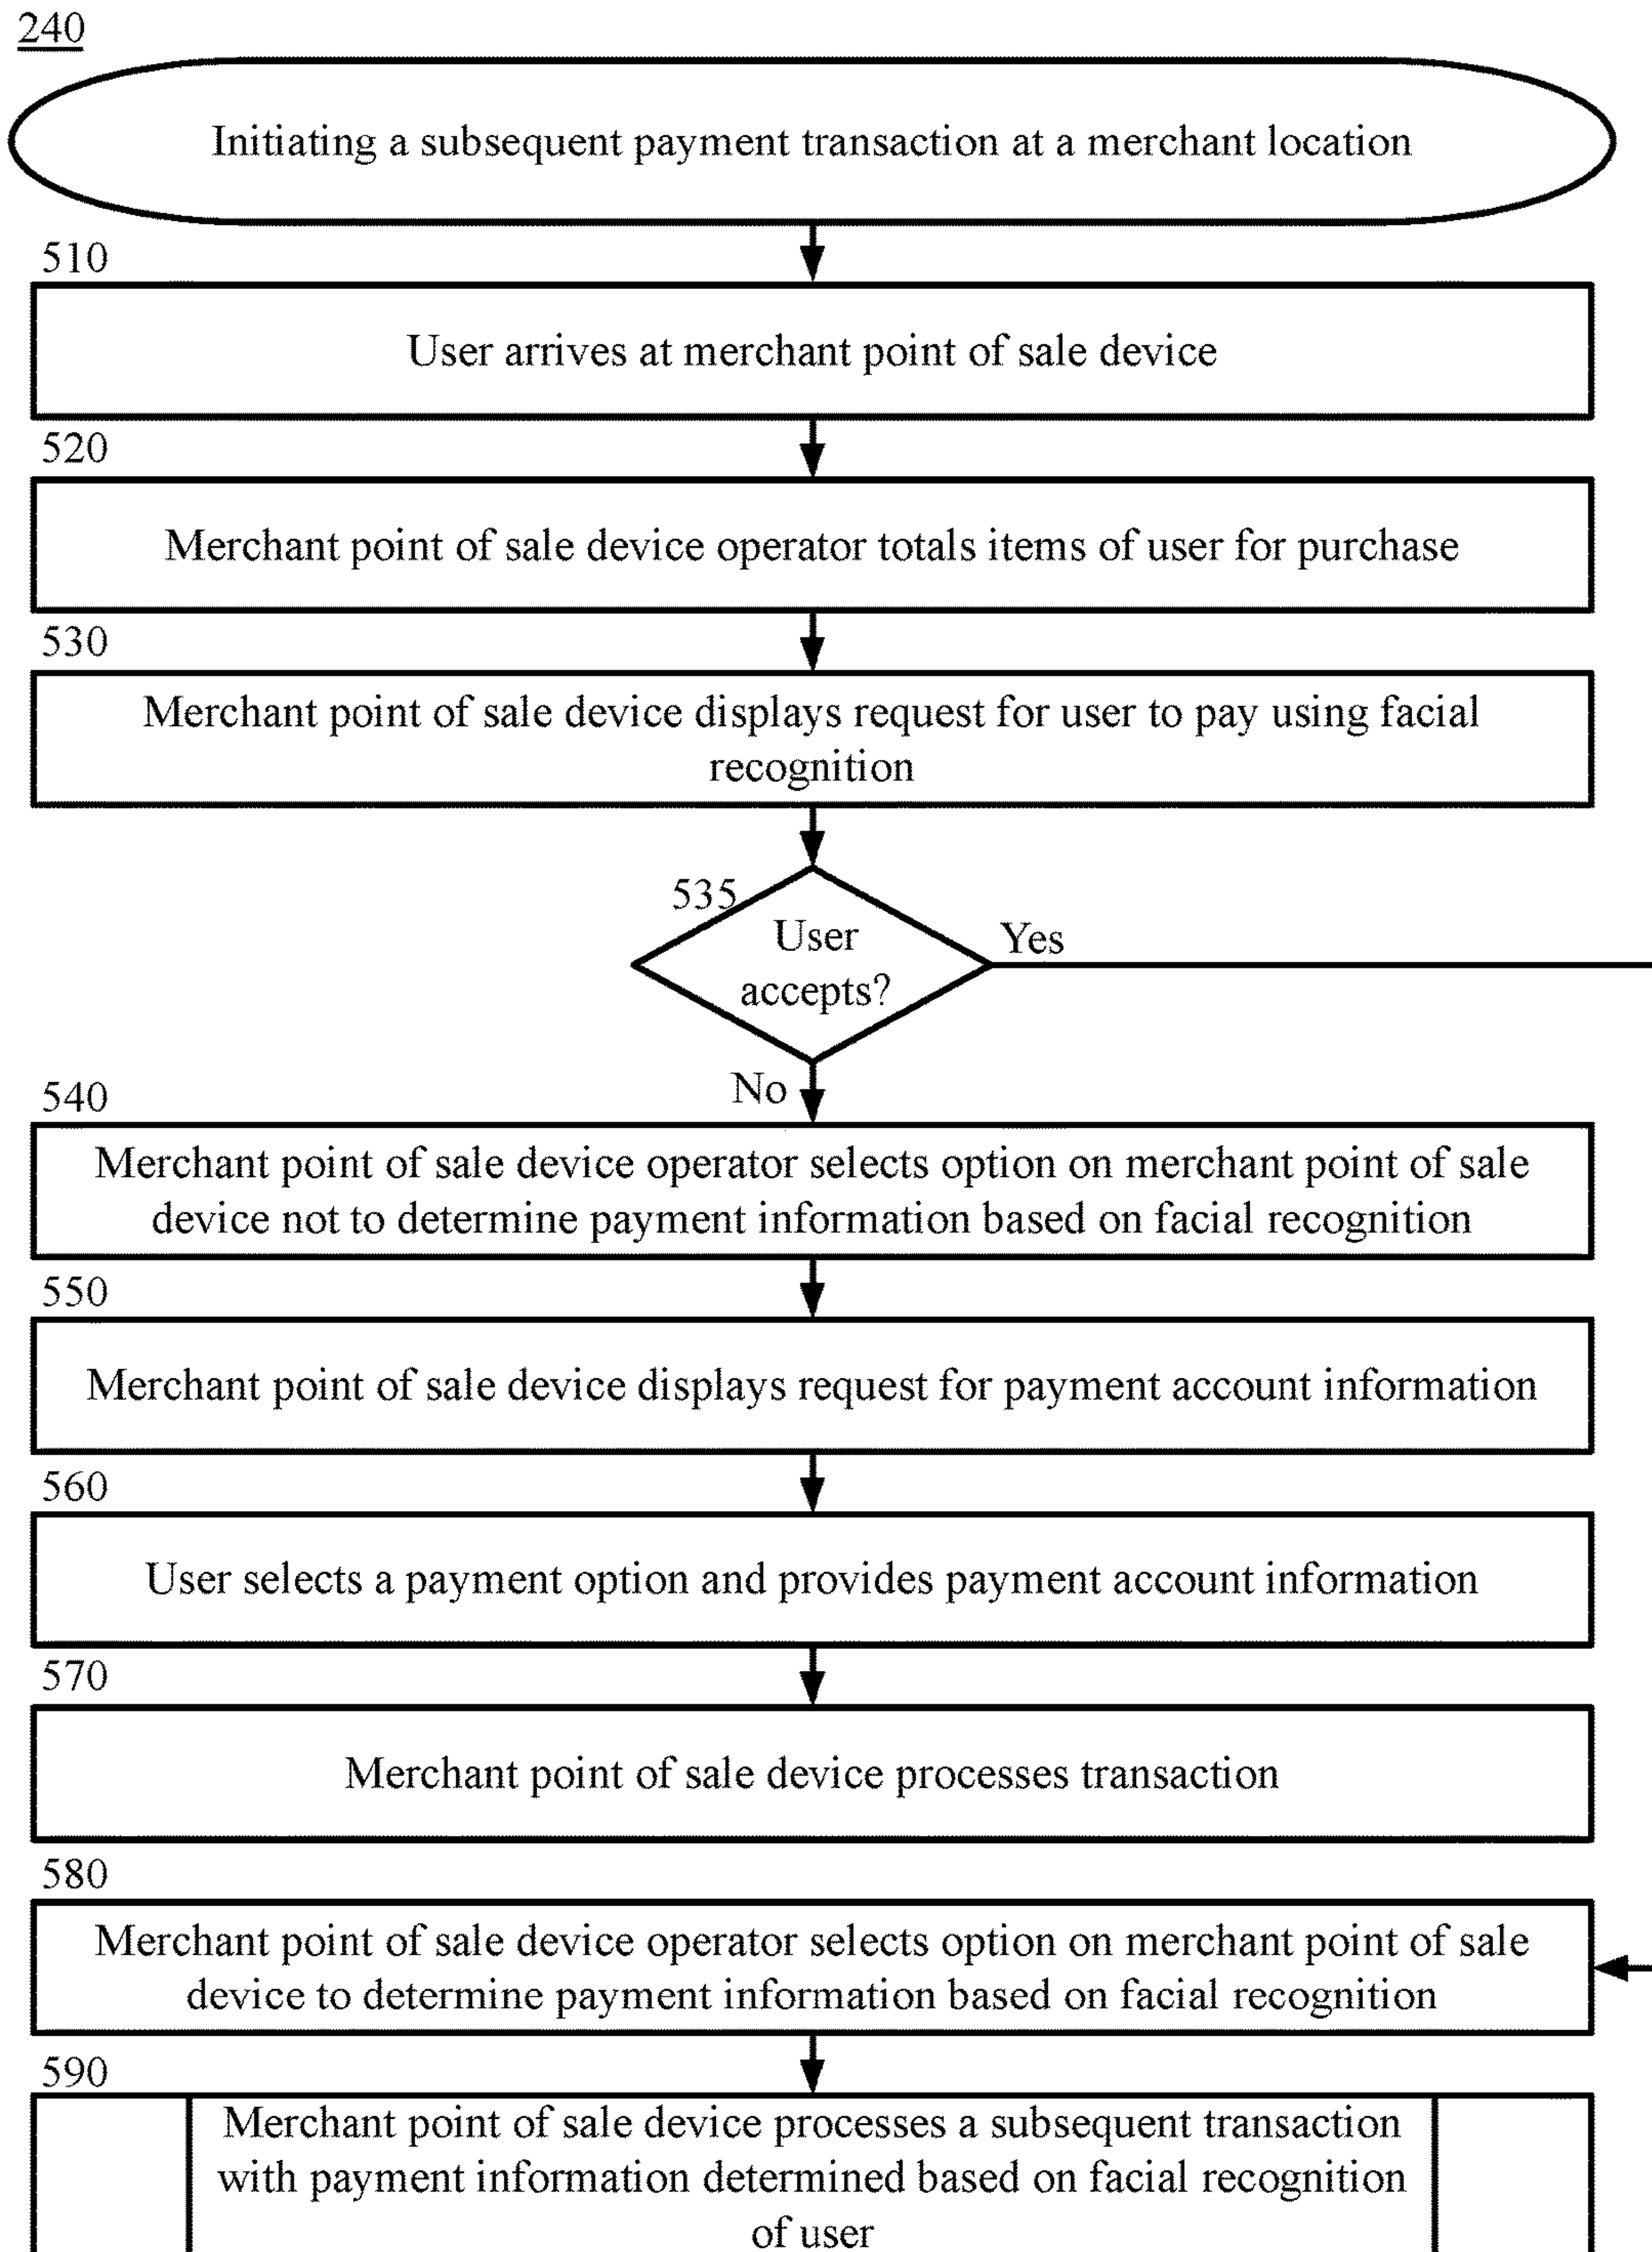 240
Initiating a subsequent payment transaction at a merchant location
510
User arrives at merchant point of sale device
520
Merchant point of sale device operator totals items of user for purchase
530
Merchant point of sale device displays request for user to pay using facial
recognition
535
User
accepts?
Yes
No
540
Merchant point of sale device operator selects option on merchant point of sale
device not to determine payment information based on facial recognition
550
Merchant point of sale device displays request for payment account information
560
User selects a payment option and provides payment account information
570
Merchant point of sale device processes transaction
580
Merchant point of sale device operator selects option on merchant point of sale
device to determine payment information based on facial recognition
590
Merchant point of sale device processes a subsequent transaction
with payment information determined based on facial recognition
of user